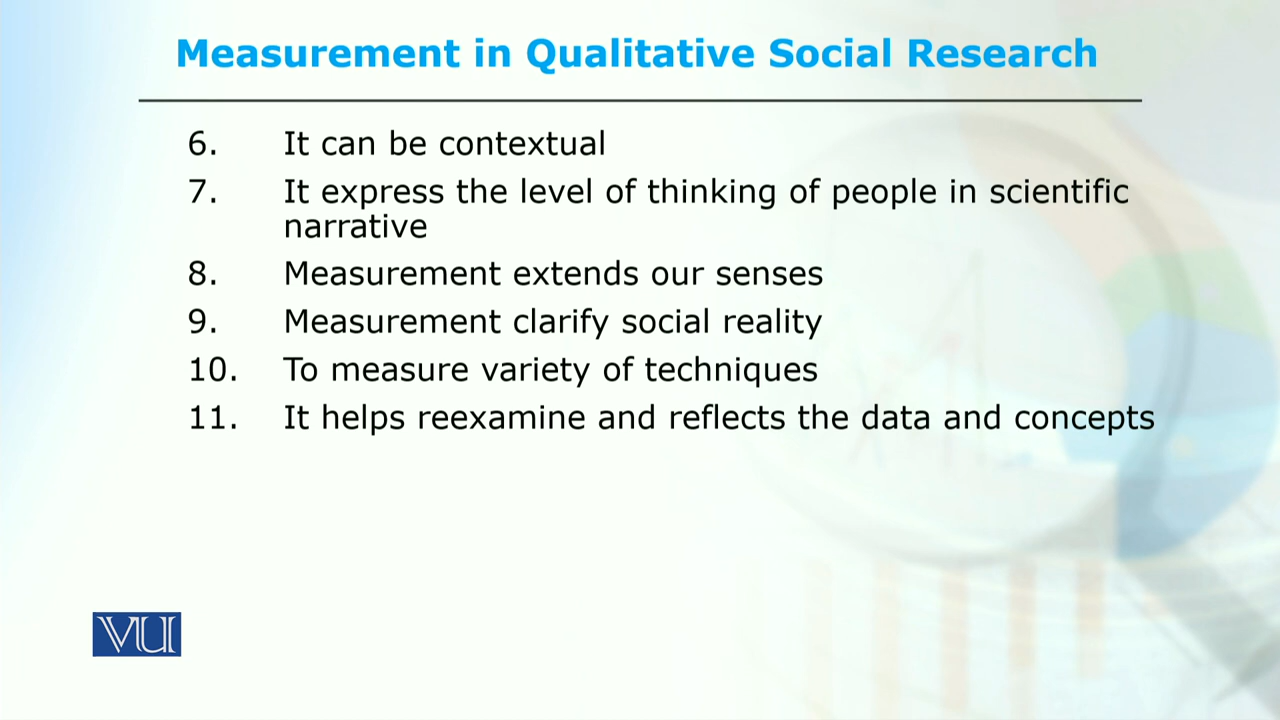 Measurement in Qualitative Social Research
6. It can be contextual
7. It express the level of thinking of people in scientific
narrative
8. Measurement extends our senses
9. Measurement clarify social reality
10. To measure variety of techniques
11. It helps reexamine and reflects the data and concepts
VU